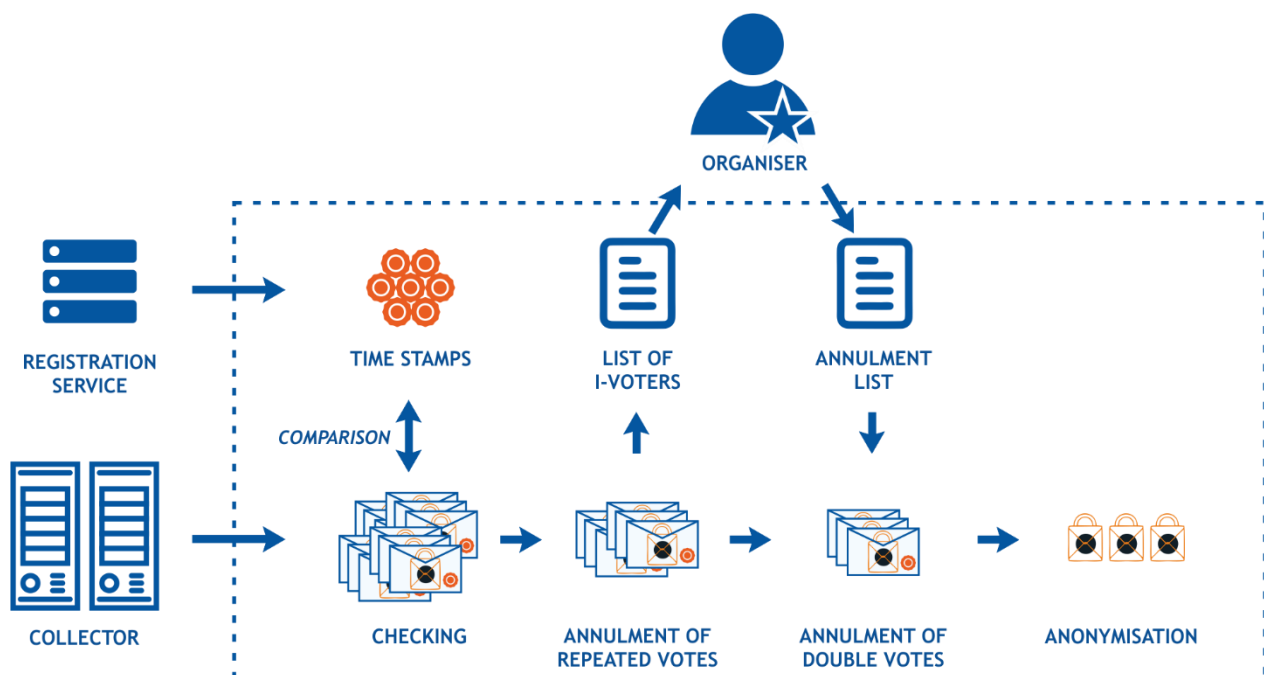 ORGANISER
REGISTRATION
SERVICE
TIME STAMPS
LIST OF
I-VOTERS
ANNULMENT
LIST
COMPARISON
COLLECTOR
CHECKING
ANNULMENT OF
REPEATED VOTES
ANNULMENT OF
DOUBLE VOTES
ANONYMISATION